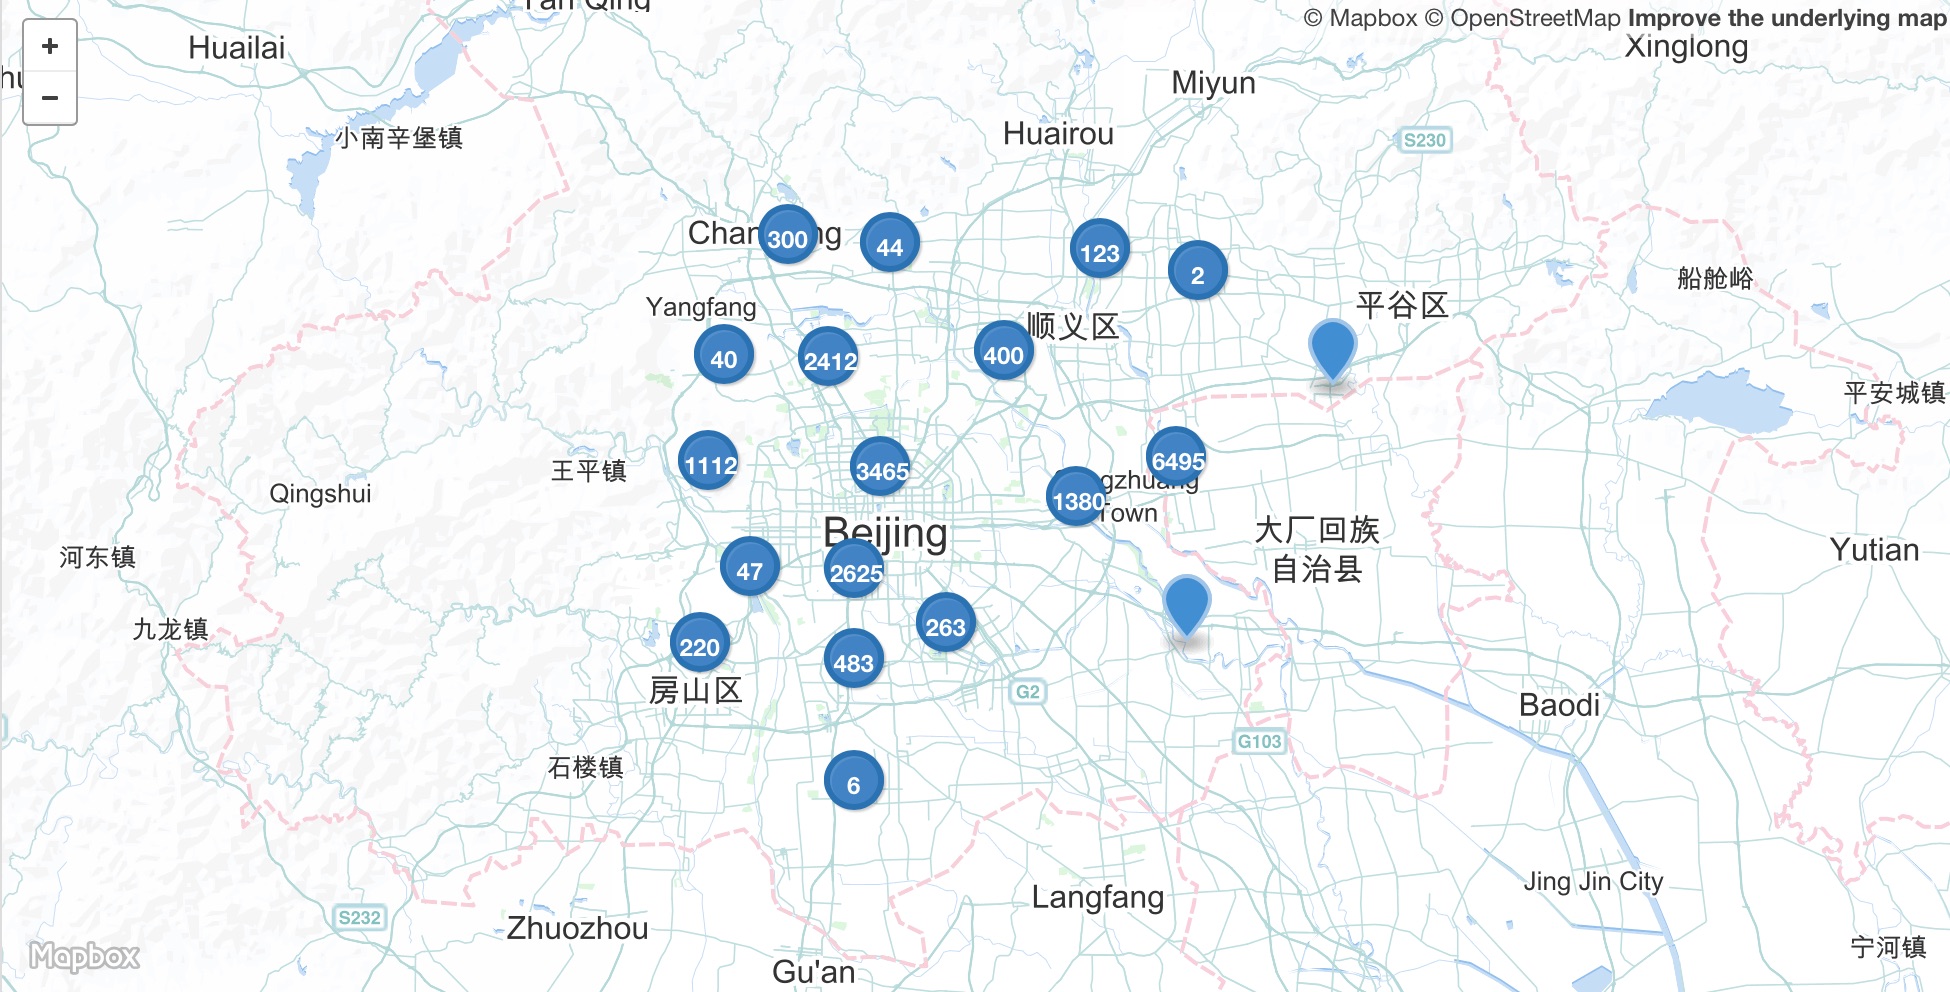 Yan Qing
© Mapbox © OpenStreetMap Improve the underlying map
+
−
Huailai
Xinglong
Miyun
小南辛堡镇
Huairou
S230
300
44
123
2
船舱峪
Yangfang
平谷区
顺义区
40
2412
400
平安城镇
1112
3465
6495
王平镇
Qingshui
1380
Town
Beijing
大厂回族
自治县
河东镇
Yutian
47
2625
九龙镇
263
220
483
房山区
G2
Baodi
G103
石楼镇
6
Jing Jin City
Langfang
S232
Zhuozhou
宁河镇
Mapbox
Gu'an